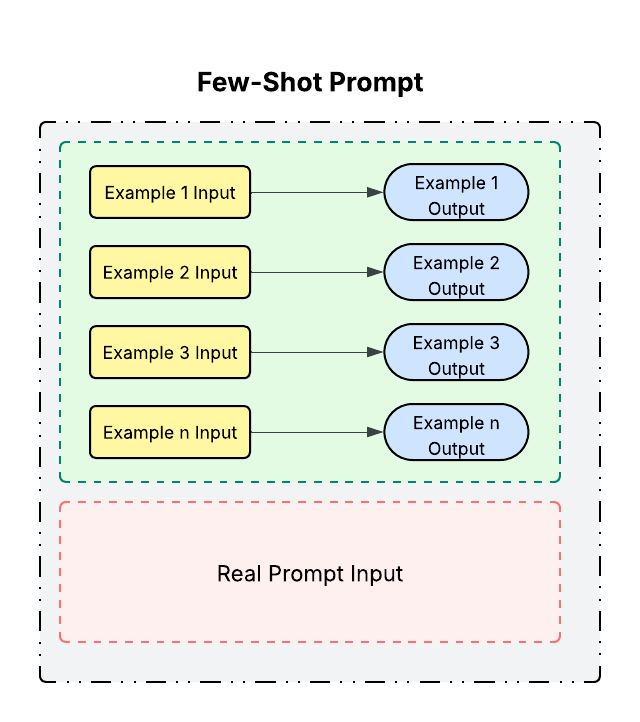 Few-Shot Prompt
Example 1 Input
Example 1
Output
Example 2 Input
Example 2
Output
Example 3 Input
Example 3
Output
Example n Input
Example n
Output
Real Prompt Input